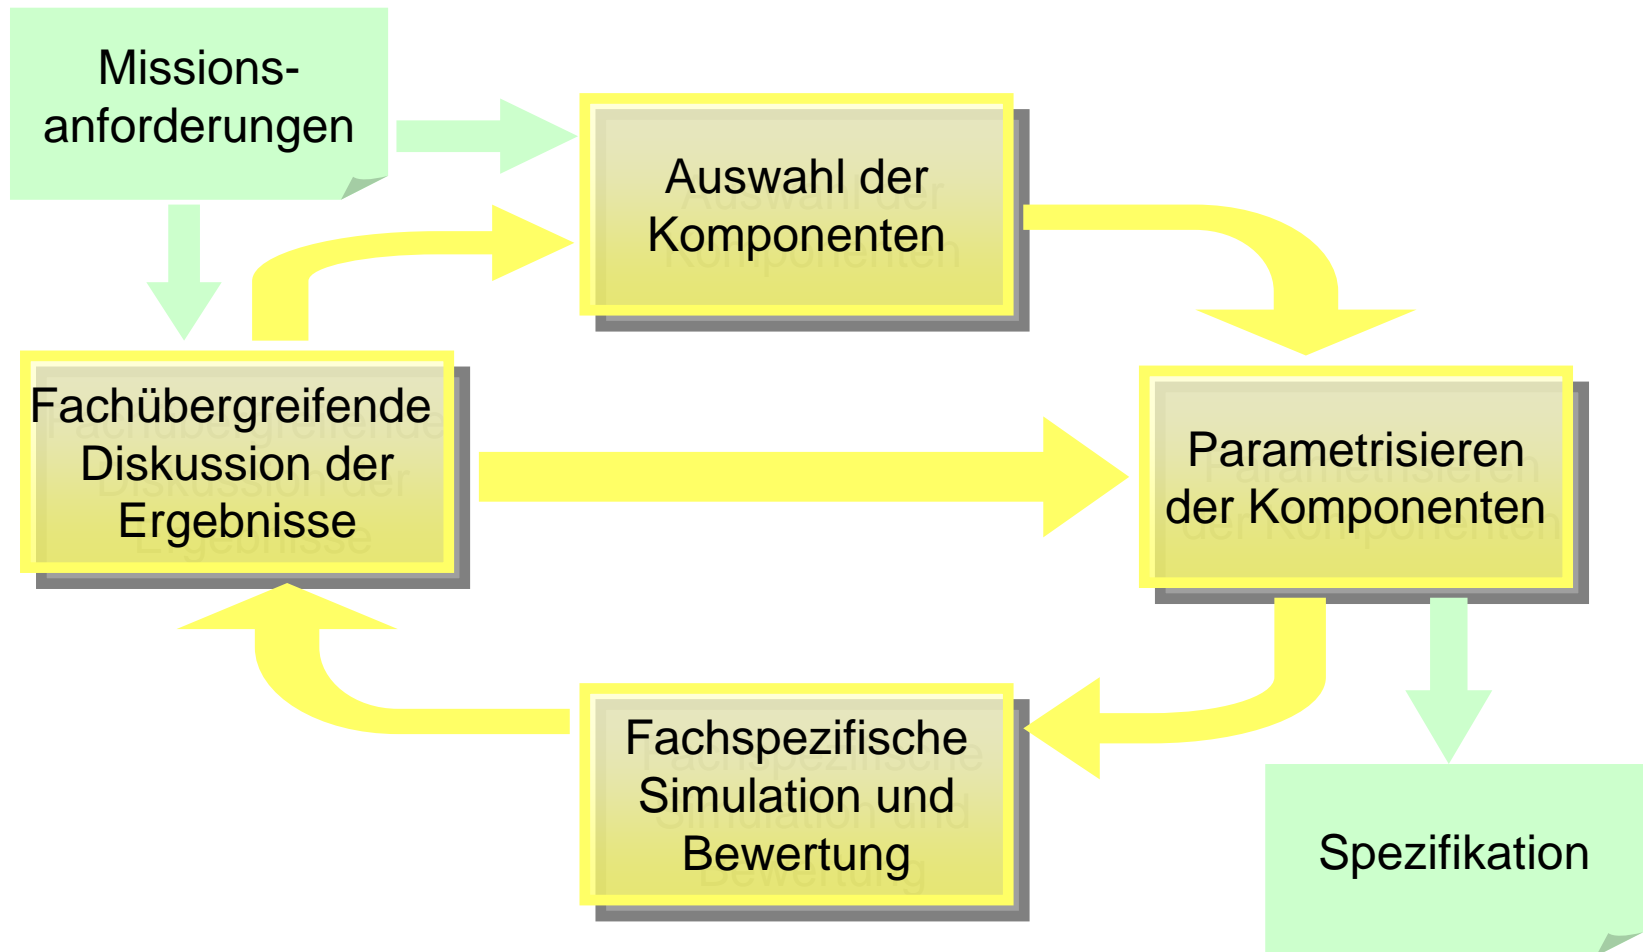 Missions-
anforderungen
Auswahl der
Komponenten
Fachübergreifende
Diskussion der
Ergebnisse
Parametrisieren
der Komponenten
Fachspezifische
Simulation und
Bewertung
Spezifikation